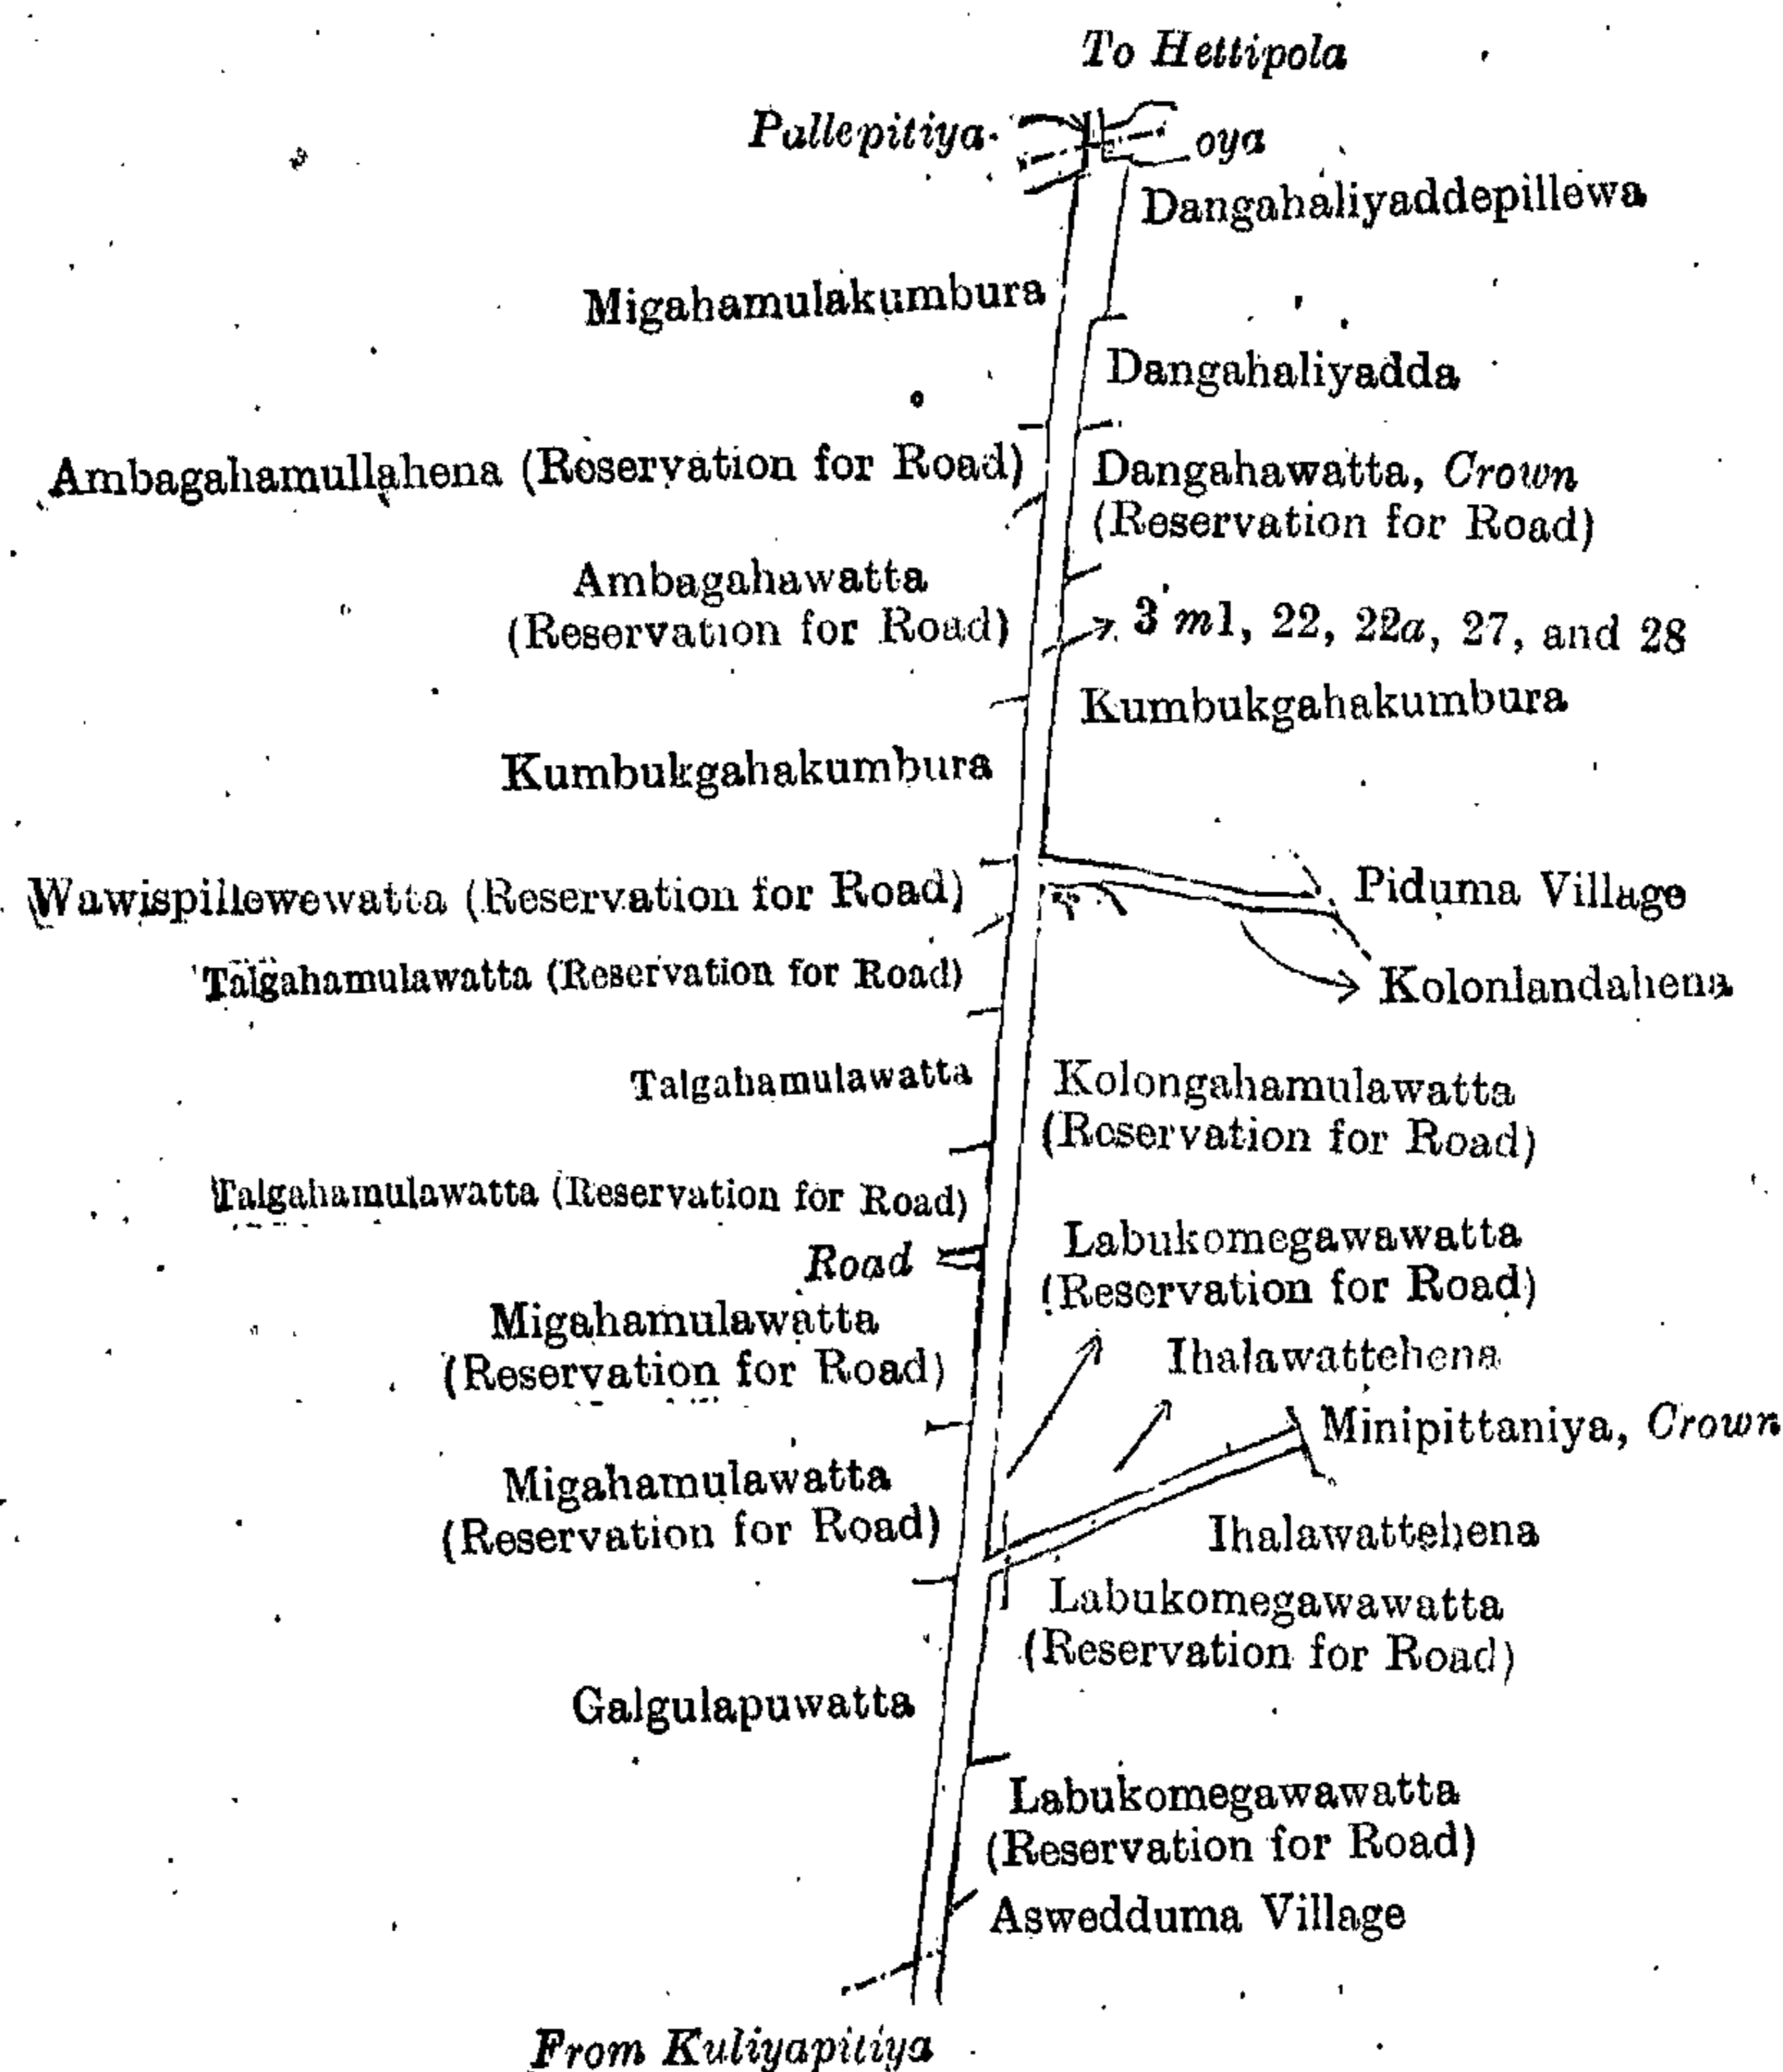 To Hettipola
Pallepitiya oya
Dangahaliyaddepillewa
Migahamulakumbura
Dangahaliyadda
Ambagahamullahena (Reservation for Road)
Dangahawatta, Crown
(Reservation for Road)
Ambagahawatta
(Reservation for Road)
3 m1, 22, 22a, 27, and 28
Kumbukgahakumbura
Kumbukgahakumbura
Wawispillewewatta (Reservation for Road)
Piduma Village
Talgahamulawatta (Reservation for Road)
Kolonlandahena
Talgahamulawatta
Kolongahamulawatta
(Reservation for Road)
Talgahamulawatta (Reservation for Road)
Road
Labukomegawawatta
(Reservation for Road)
Migahamulawatta
(Reservation for Road)
Ihalawattehena
Minipittaniya, Crown
Migahamulawatta
(Reservation for Road)
Ihalawattehena
Labukomegawawatta
(Reservation for Road)
Galgulapuwatta
Labukomegawawatta
(Reservation for Road)
Aswedduma Village
From Kuliyapitiya